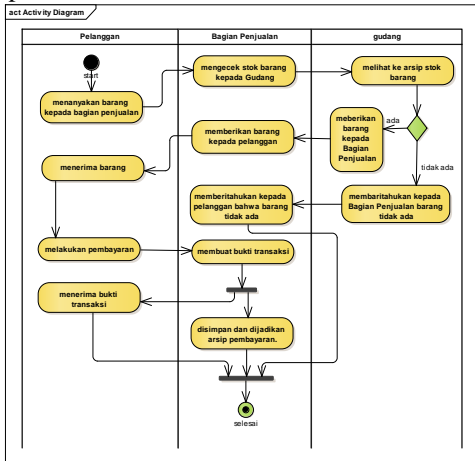 act Activity Diagram
Pelanggan
Bagian Penjualan
gudang
start
menanyakan barang
kepada bagian penjualan
mengecek stok barang
kepada Gudang
melihat ke arsip stok
barang
ada
meberikan
barang
kepada
Bagian
Penjualan
memberikan barang
kepada pelanggan
menerima barang
tidak ada
membaritahukan kepada
Bagian Penjualan barang
tidak ada
memberitahukan kepada
pelanggan bahwa barang
tidak ada
melakukan pembayaran
membuat bukti transaksi
menerima bukti
transaksi
disimpan dan dijadikan
arsip pembayaran.
selesai